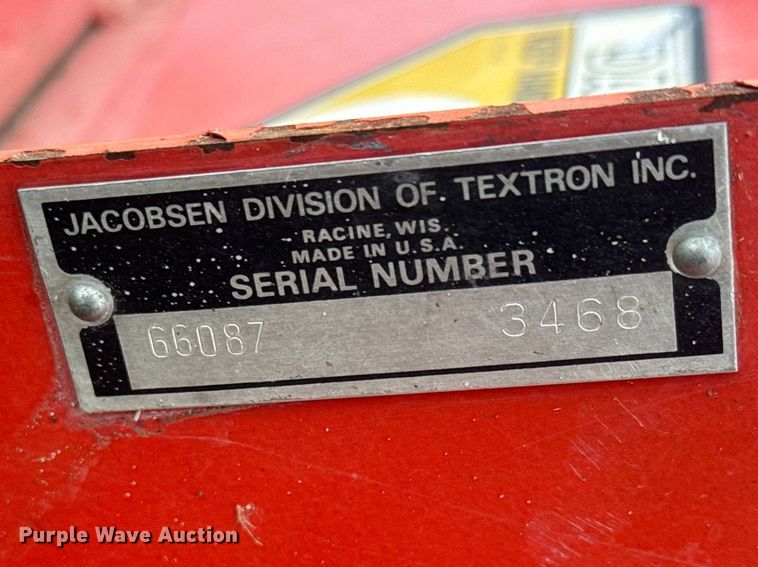 JACOBSEN DIVISION OF TEXTRON INC.
RACINE, WIS.
MADE IN U.S.A.
SERIAL NUMBER
66087 3468
Purple Wave Auction